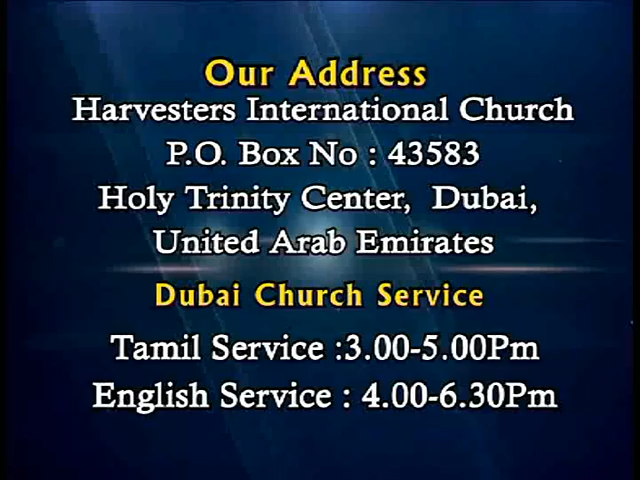 Our Address
Harvesters International Church
P.O. Box No : 43583
Holy Trinity Center, Dubai,
United Arab Emirates
Dubai Church Service
Tamil Service :3.00-5.00Pm
English Service : 4.00-6.30Pm